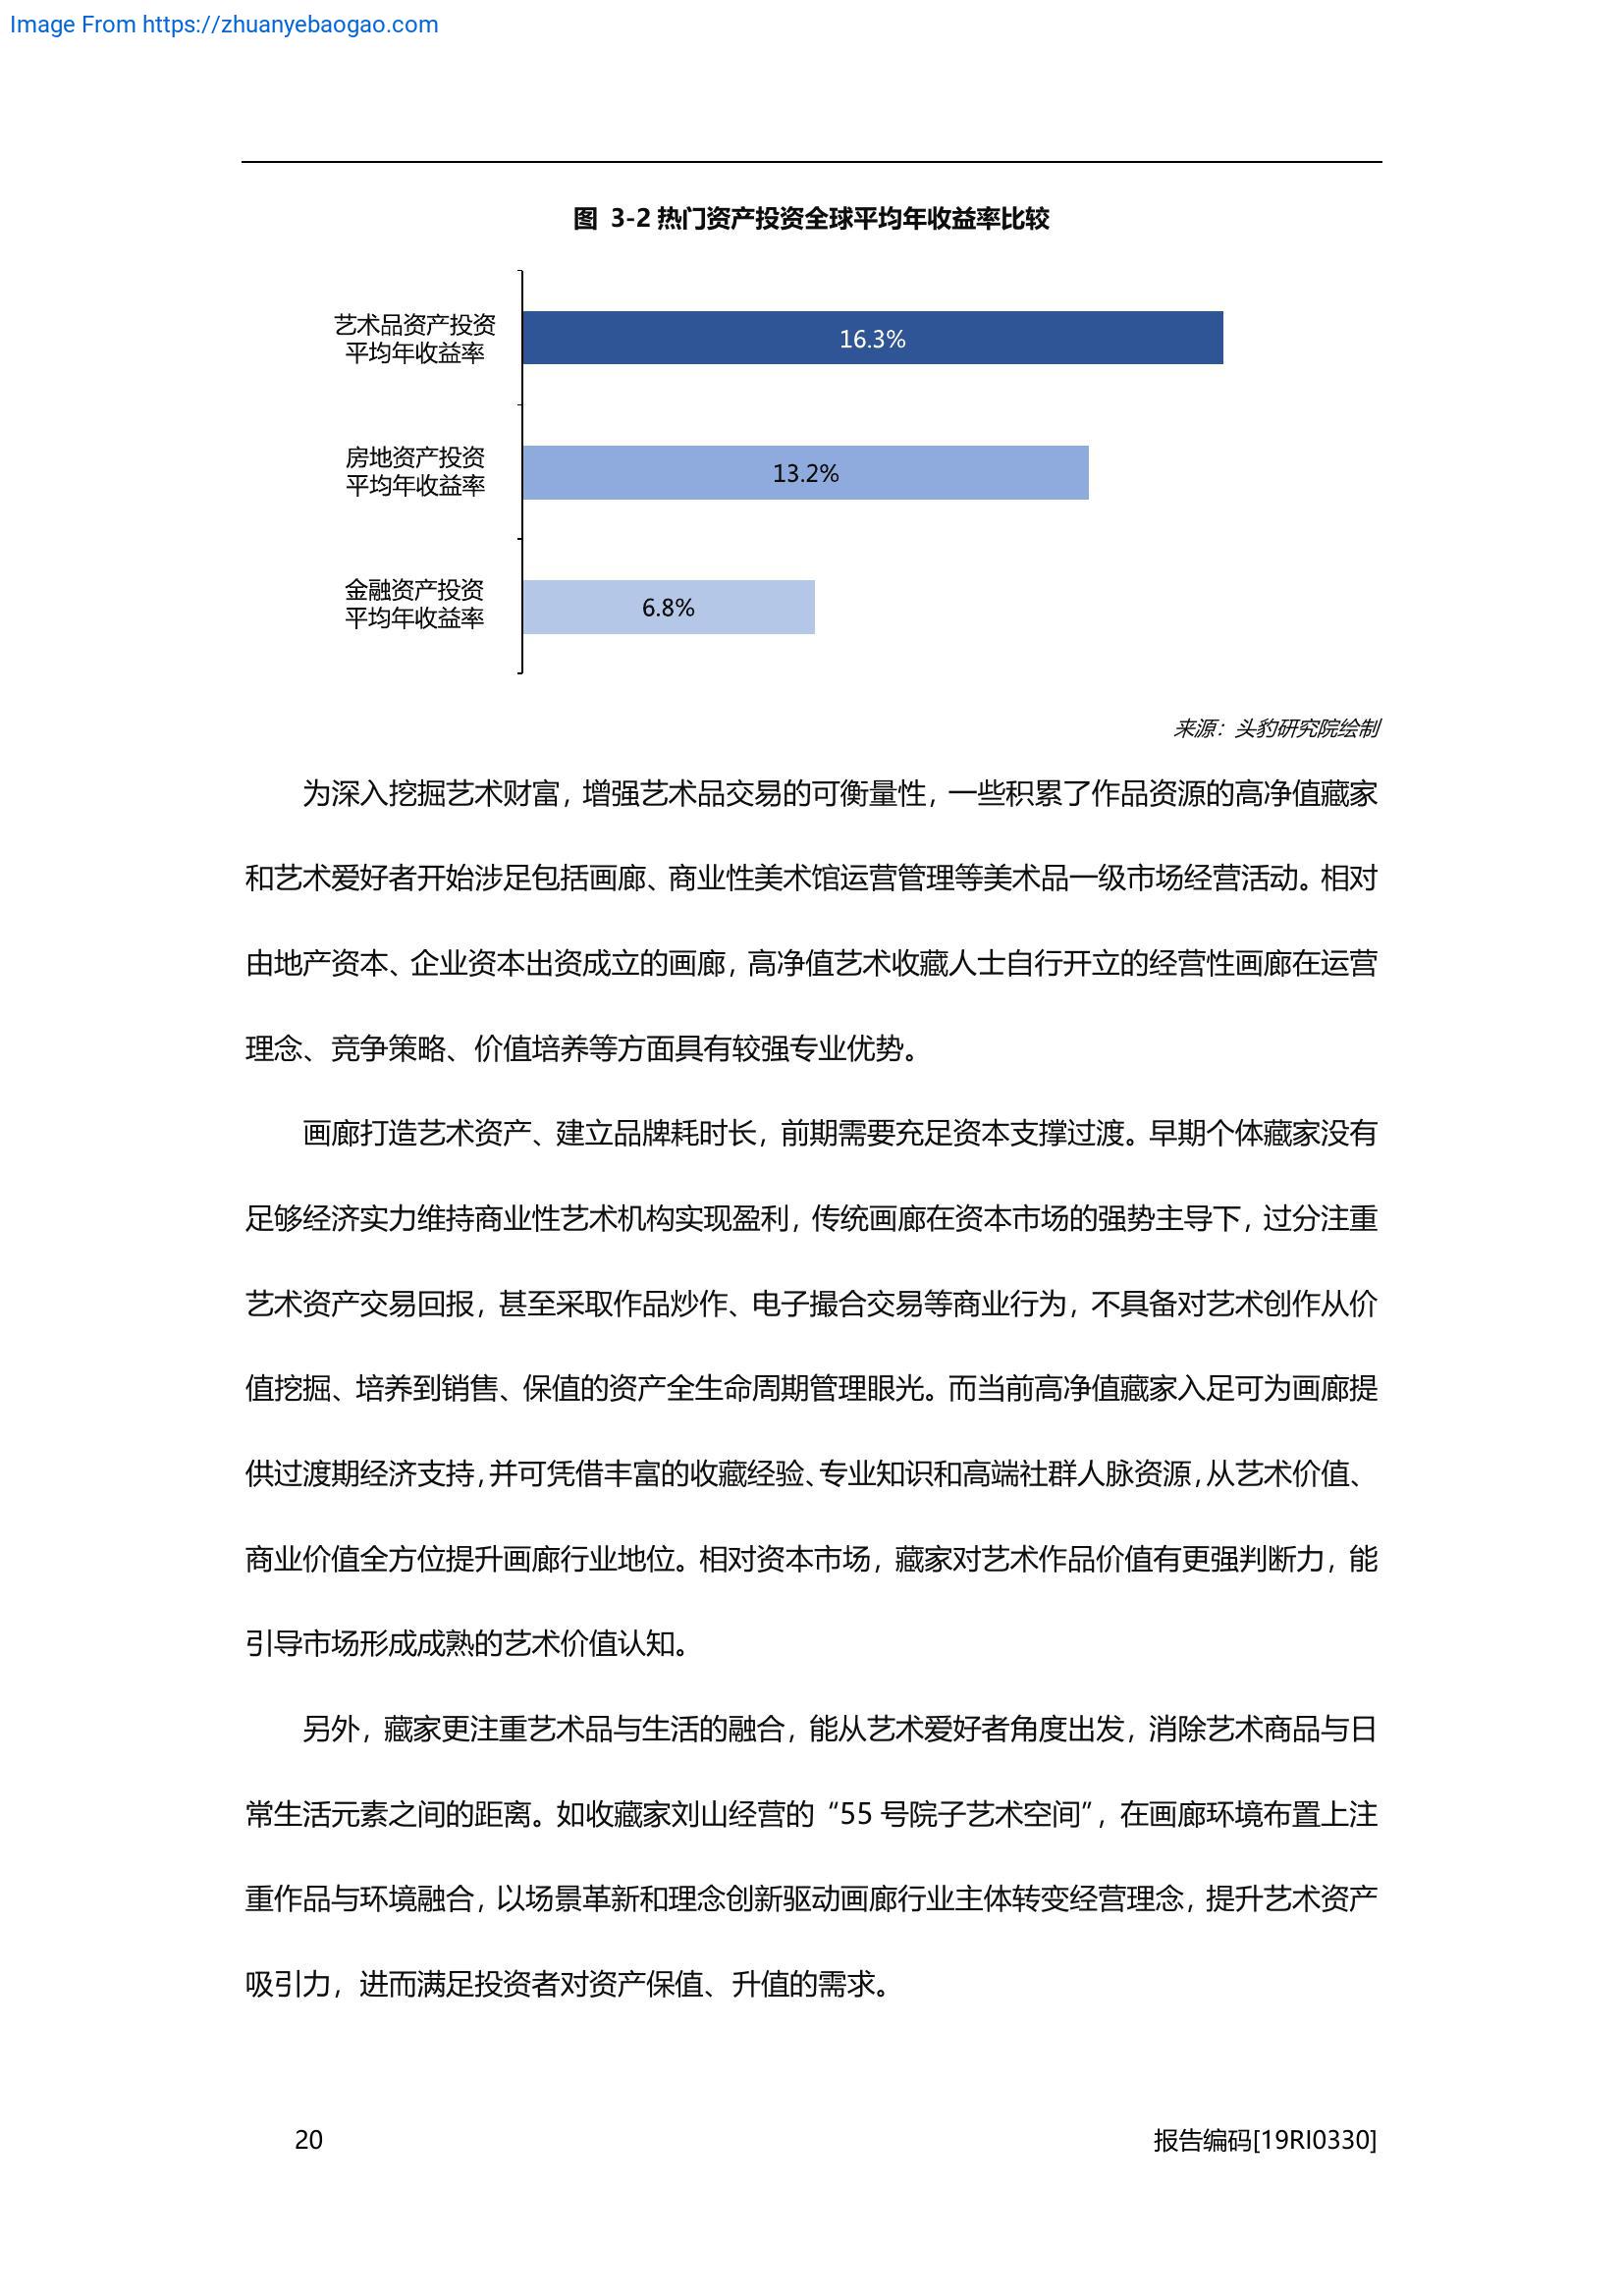 Image From https://zhuanyebaogao.com
图 3-2 热门资产投资全球平均年收益率比较
艺术品资产投资
平均年收益率
16.3%
房地资产投资
平均年收益率
13.2%
金融资产投资
平均年收益率
6.8%
来源：头豹研究院绘制
为深入挖掘艺术财富，增强艺术品交易的可衡量性，一些积累了作品资源的高净值藏家
和艺术爱好者开始涉足包括画廊、商业性美术馆运营管理等美术品一级市场经营活动。相对
由地产资本、企业资本出资成立的画廊，高净值艺术收藏人士自行开立的经营性画廊在运营
理念、竞争策略、价值培养等方面具有较强专业优势。
画廊打造艺术资产、建立品牌耗时长，前期需要充足资本支撑过渡。早期个体藏家没有
足够经济实力维持商业性艺术机构实现盈利，传统画廊在资本市场的强势主导下，过分注重
艺术资产交易回报，甚至采取作品炒作、电子撮合交易等商业行为，不具备对艺术创作从价
值挖掘、培养到销售、保值的资产全生命周期管理眼光。而当前高净值藏家入足可为画廊提
供过渡期经济支持，并可凭借丰富的收藏经验、专业知识和高端社群人脉资源，从艺术价值、
商业价值全方位提升画廊行业地位。相对资本市场，藏家对艺术作品价值有更强判断力，能
引导市场形成成熟的艺术价值认知。
另外，藏家更注重艺术品与生活的融合，能从艺术爱好者角度出发，消除艺术商品与日
常生活元素之间的距离。如收藏家刘山经营的“55 号院子艺术空间”，在画廊环境布置上注
重作品与环境融合，以场景革新和理念创新驱动画廊行业主体转变经营理念，提升艺术资产
吸引力，进而满足投资者对资产保值、升值的需求。
20
报告编码[19RI0330]